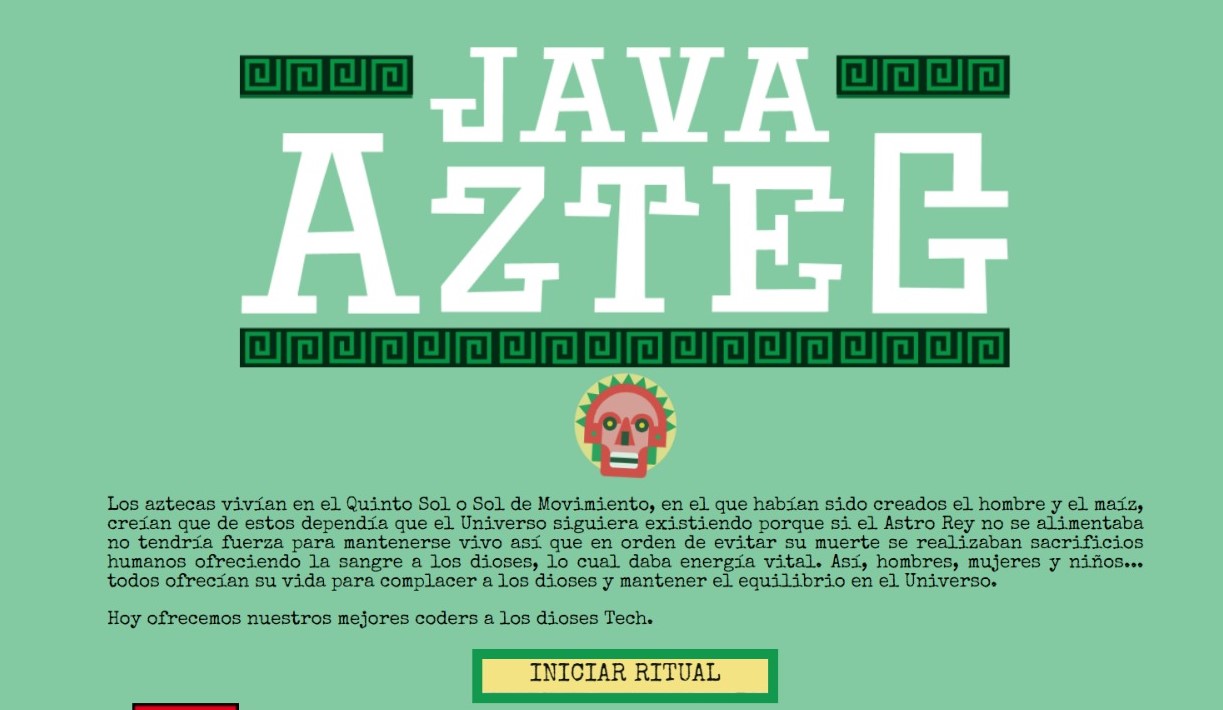 JAVA
AZTEG
Los aztecas vivían en el Quinto Sol o Sol de Movimiento, en el que habían sido creados el hombre y el maíz,
creían que de estos dependía que el Universo siguiera existiendo porque si el Astro Rey no se alimentaba
no tendría fuerza para mantenerse vivo así que en orden de evitar su muerte se realizaban sacrificios
humanos ofreciendo la sangre a los dioses, lo cual daba energía vital. Así, hombres, mujeres y niños...
todos ofrecían su vida para complacer a los dioses y mantener el equilibrio en el Universo.
Hoy ofrecemos nuestros mejores coders a los dioses Tech.
INICIAR RITUAL